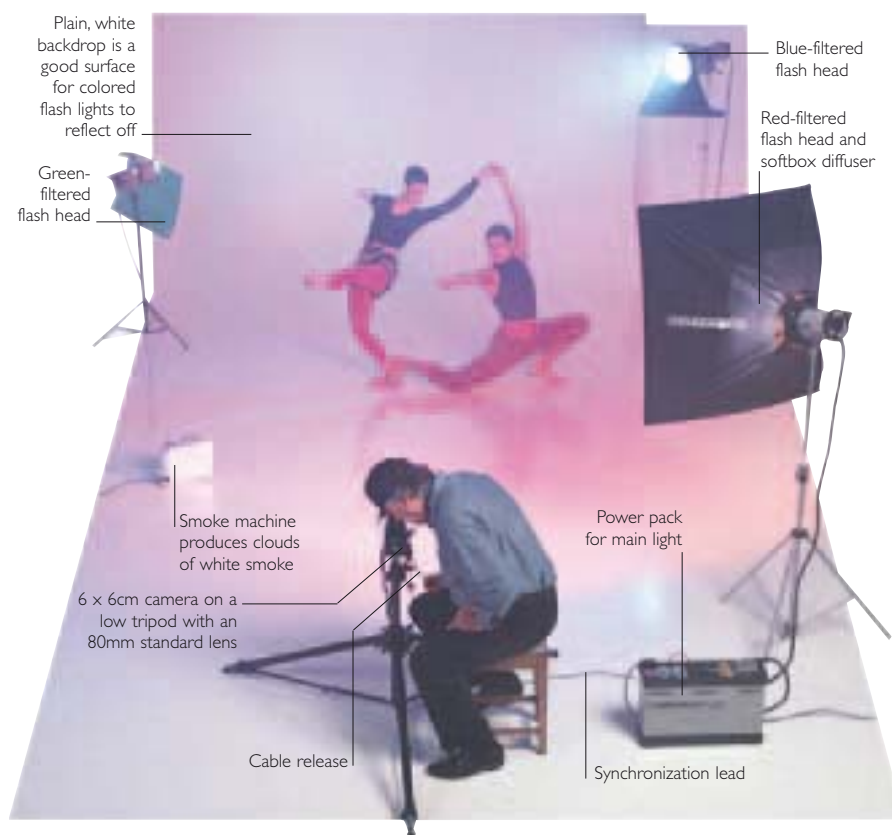 Plain, white
backdrop is a
good surface
for colored
flash lights to
reflect off
Blue-filtered
flash head
Red-filtered
flash head and
softbox diffuser
Green-
filtered
flash head
Smoke machine
produces clouds
of white smoke
Power pack
for main light
6 x 6cm camera on a
low tripod with an
80mm standard lens
Cable release
Synchronization lead